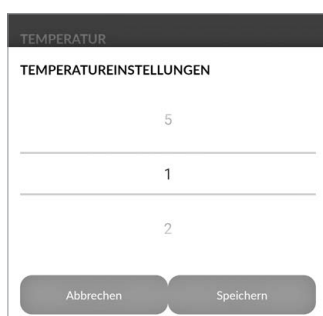 TEMPERATUR
TEMPERATUREINSTELLUNGEN
5
1
2
Abbrechen Speichern